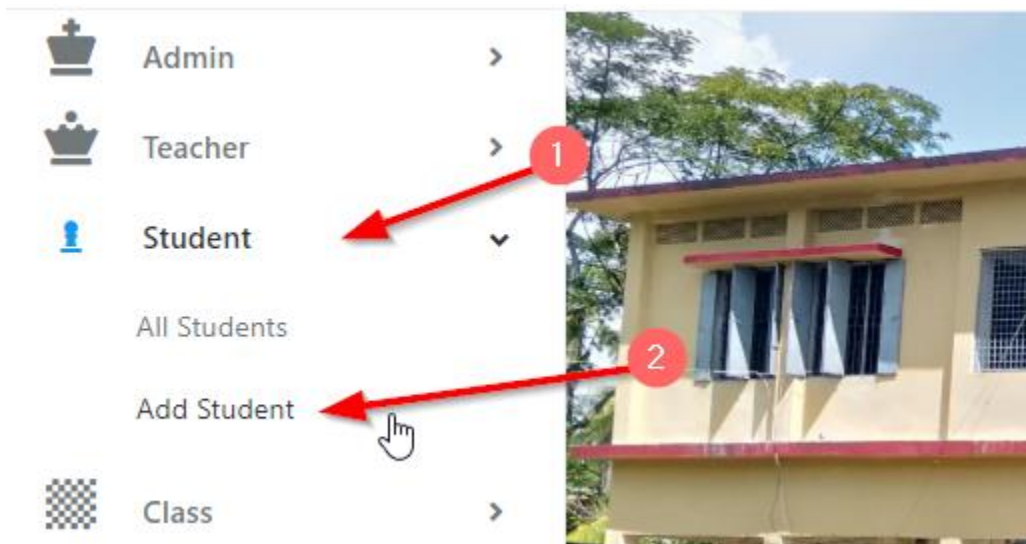 Admin
Teacher
1
Student
All Students
2
Add Student
Class